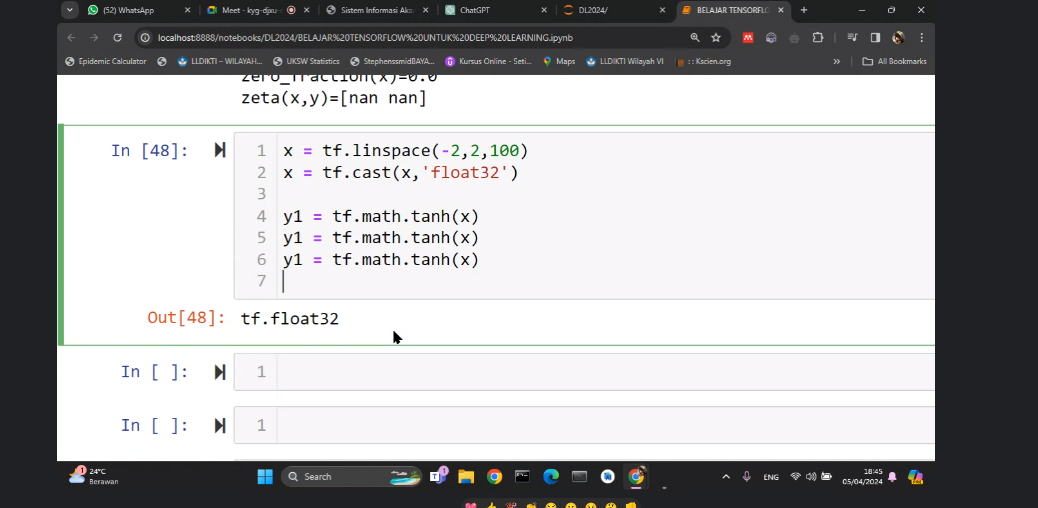 (52) WhatsApp
Meet - kyg-djxu-
Sistem Informasi Aka
ChatGPT
DL2024/
BELAJAR TENSORFLO
localhost:8888/notebooks/DL2024/BELAJAR%20TENSORFLOW%20UNTUK%20DEEP%20LEARNING.ipynb
Epidemic Calculator
LLDIKTI – WILAYAH...
UKSW Statistics
StephenssmidBAYA...
Kursus Online - Seti...
Maps
LLDIKTI Wilayah VI
: : Kscien.org
»
All Bookmarks
zero_fraction(x)=0.0
zeta(x,y)=[nan nan]
In [48]:
1 x = tf.linspace(-2,2,100)
2 x = tf.cast(x,'float32')
3
4 y1 = tf.math.tanh(x)
5 y1 = tf.math.tanh(x)
6 y1 = tf.math.tanh(x)
7
Out[48]: tf.float32
In [ ]: 1
In [ ]: 1
1 24°C
Berawan
Search
1
ENG
18:45
05/04/2024